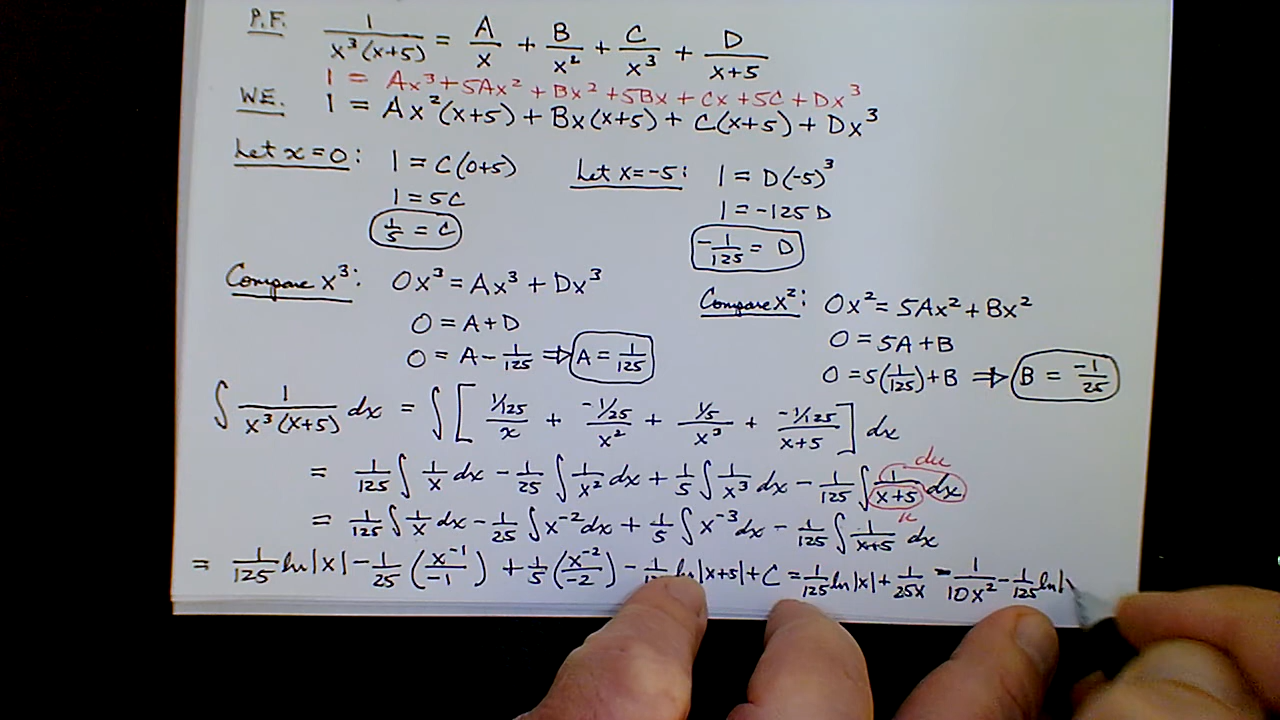 P.F. 1/(x³(x+5)) = A/x + B/x² + C/x³ + D/(x+5)
1 = Ax³ + 5Ax² + Bx² + 5Bx + Cx + 5C + Dx³
W.E. 1 = Ax²(x+5) + Bx(x+5) + C(x+5) + Dx³
Let x=0: 1 = C(0+5) Let x=-5: 1 = D(-5)³
1 = 5C 1 = -125D
1/5 = C -1/125 = D
Compare x³: 0x³ = Ax³ + Dx³ Compare x²: 0x² = 5Ax² + Bx²
0 = A+D 0 = 5A+B
0 = A - 1/125 ⇒ A = 1/125 0 = 5(1/125)+B ⇒ B = -1/25
∫ 1/(x³(x+5)) dx = ∫ [ (1/125)/x + (-1/25)/x² + (1/5)/x³ + (-1/125)/(x+5) ] dx
du
= 1/125 ∫ 1/x dx - 1/25 ∫ 1/x² dx + 1/5 ∫ 1/x³ dx - 1/125 ∫ 1/(x+5) dx
u
= 1/125 ∫ 1/x dx - 1/25 ∫ x⁻² dx + 1/5 ∫ x⁻³ dx - 1/125 ∫ 1/(x+5) dx
= 1/125 ln|x| - 1/25 (x⁻¹/-1) + 1/5 (x⁻²/-2) - ln|x+5| + C = 1/125 ln|x| + 1/25x - 1/10x² - 1/125 ln|